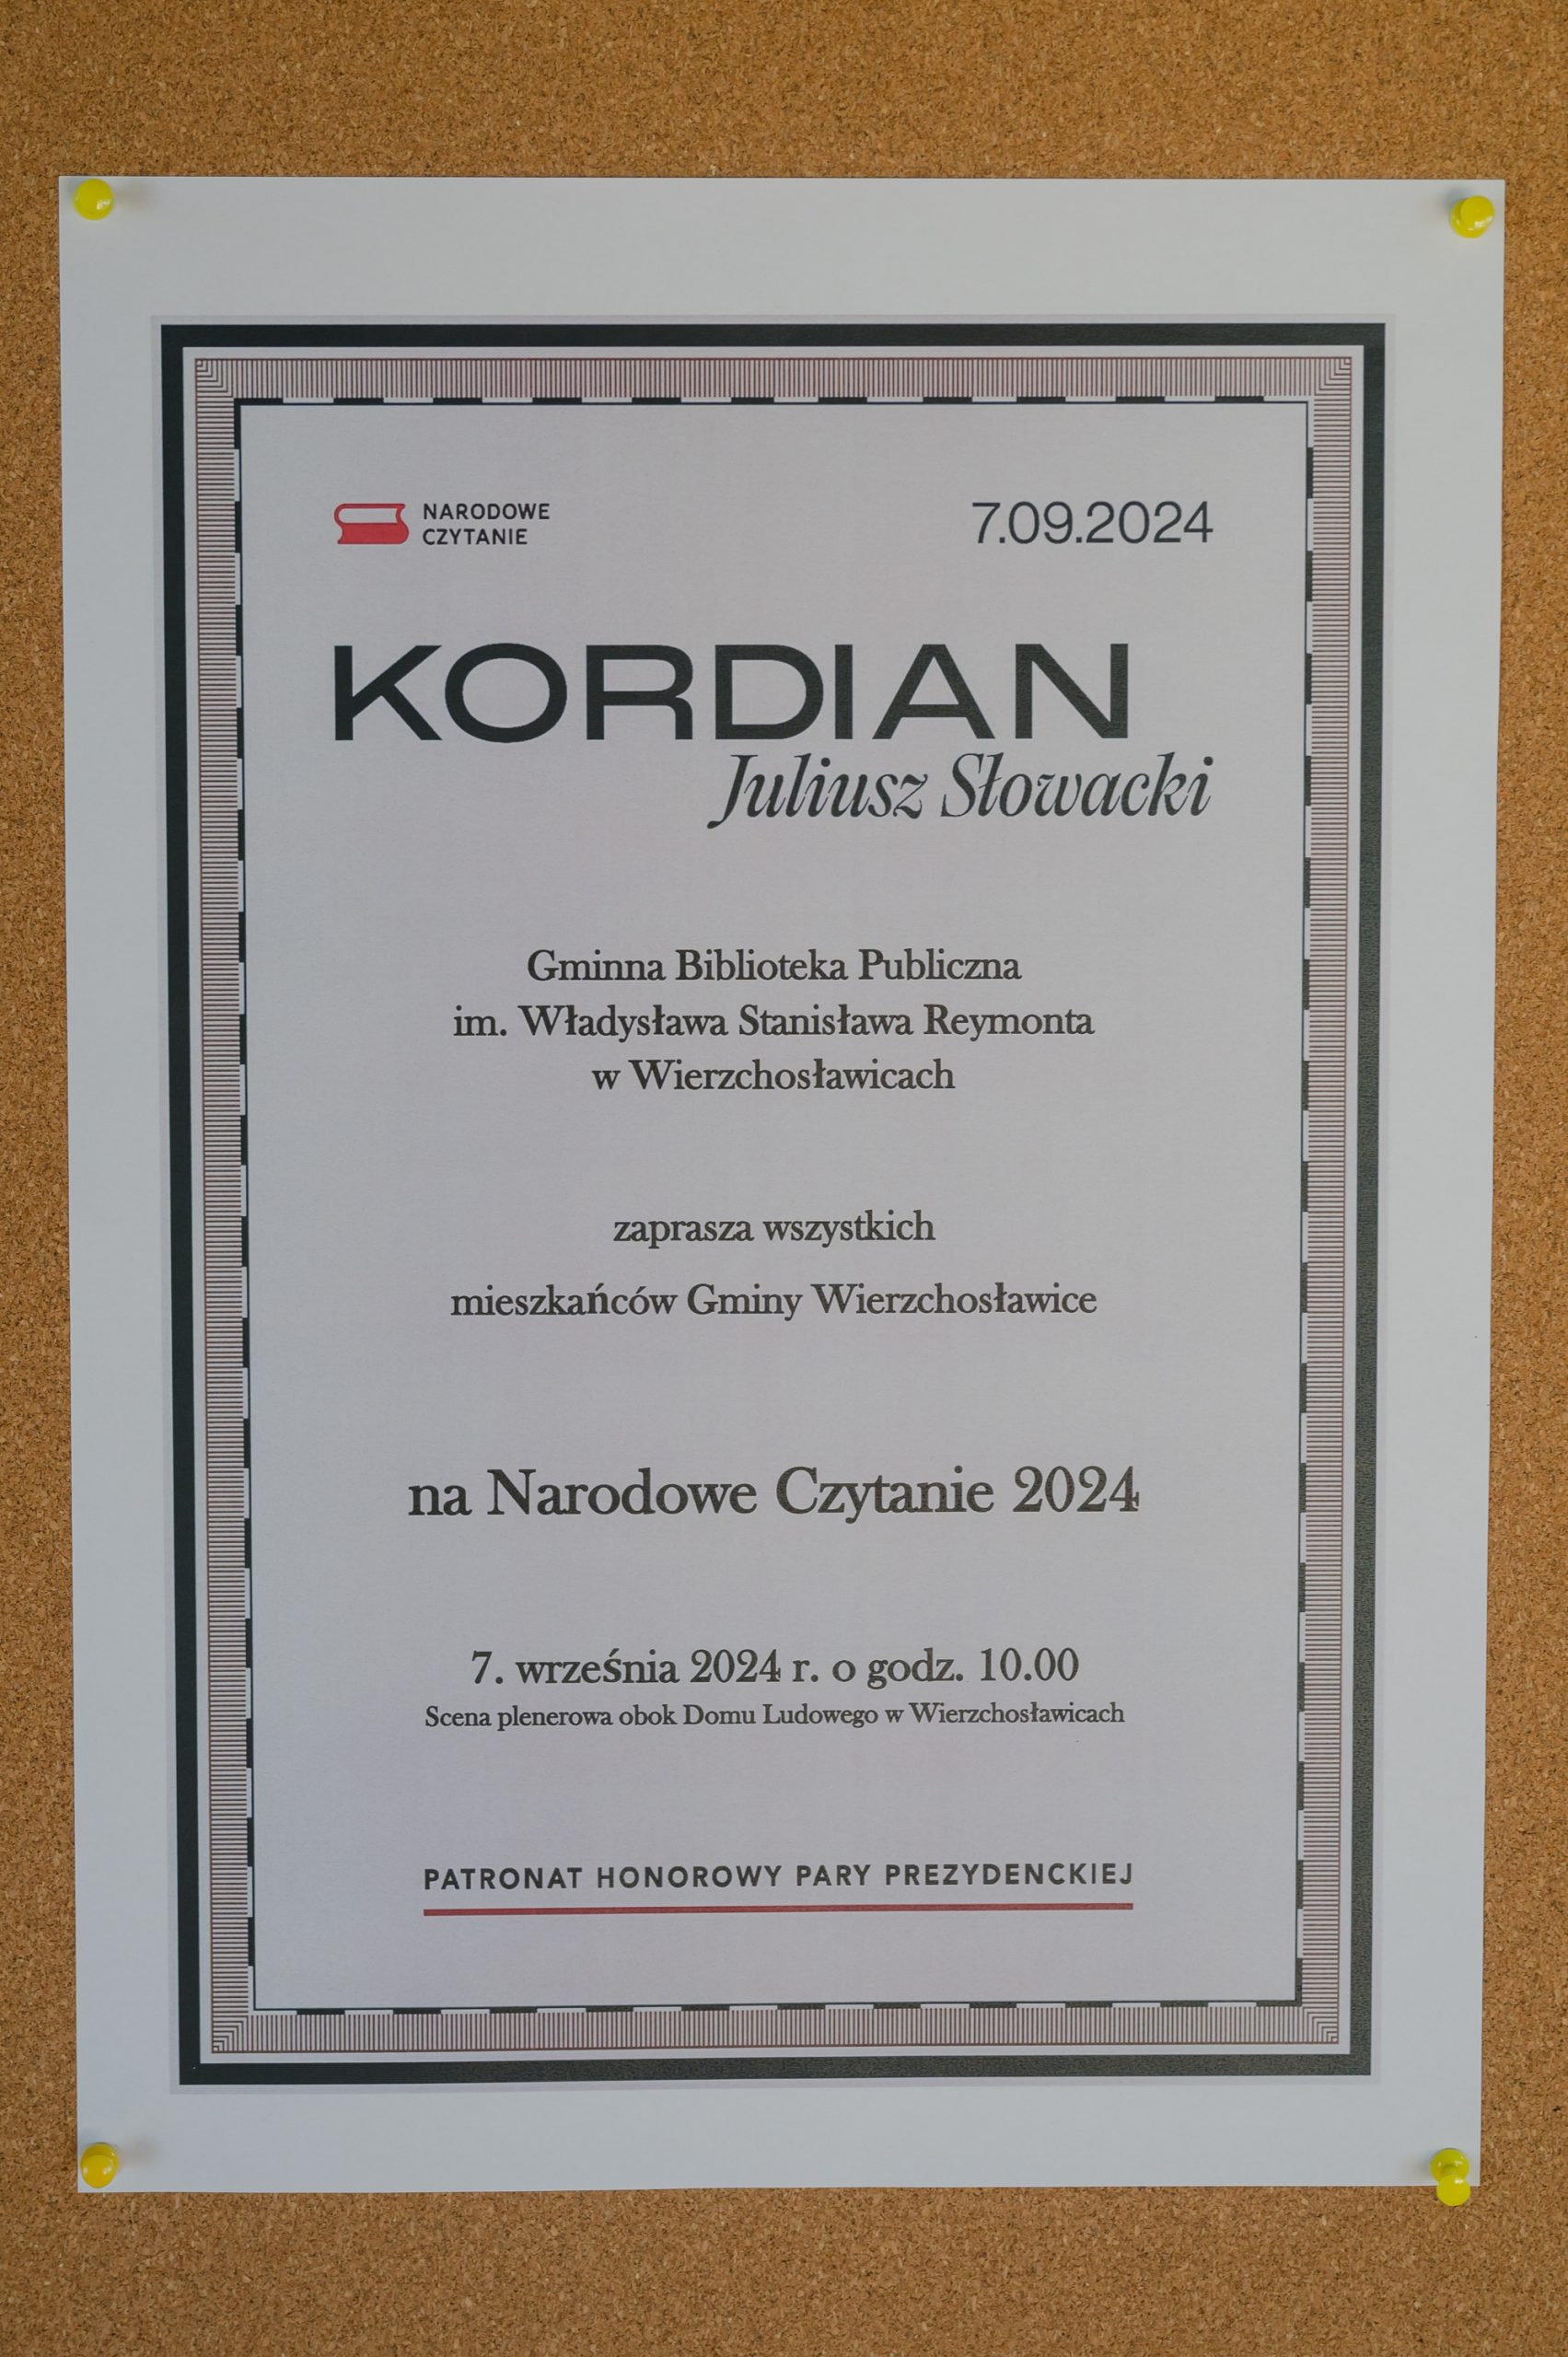 NARODOWE
CZYTANIE
7.09.2024
KORDIAN
Juliusz Słowacki
Gminna Biblioteka Publiczna
im. Władysława Stanisława Reymonta
w Wierzchosławicach
zaprasza wszystkich
mieszkańców Gminy Wierzchosławice
na Narodowe Czytanie 2024
7. września 2024 r. o godz. 10.00
Scena plenerowa obok Domu Ludowego w Wierzchosławicach
PATRONAT HONOROWY PARY PREZYDENCKIEJ